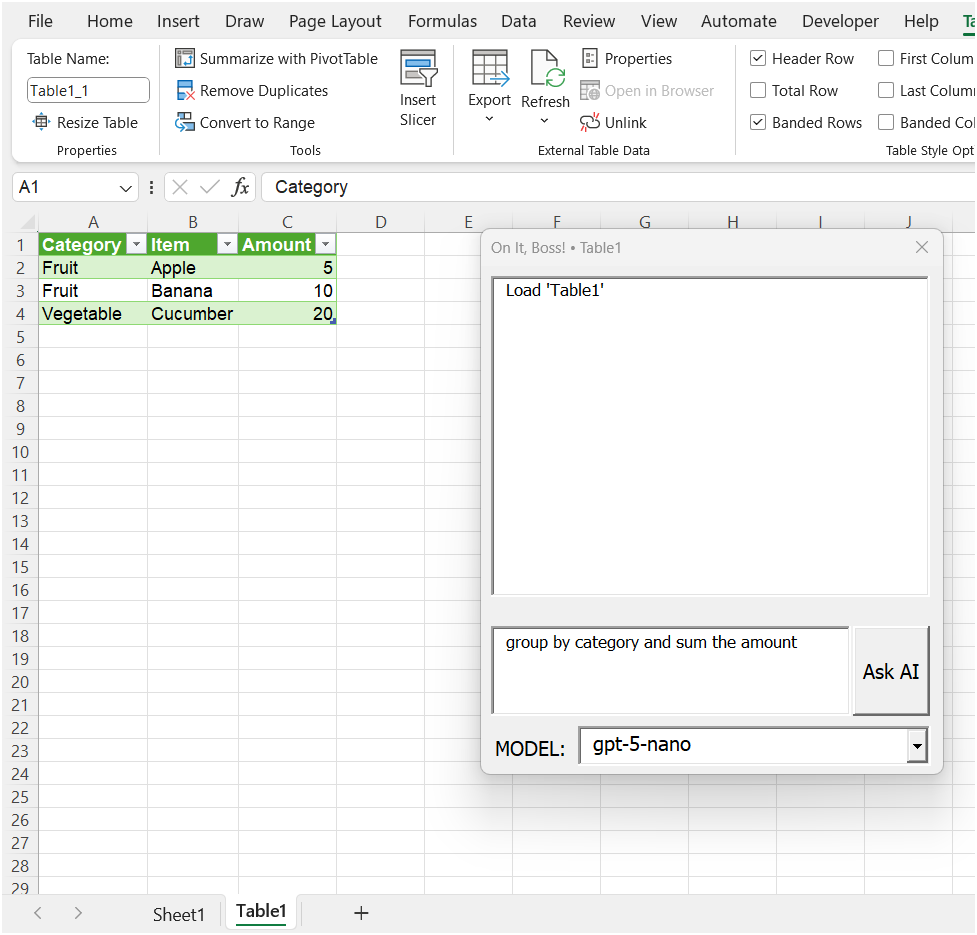 File Home Insert Draw Page Layout Formulas Data Review View Automate Developer Help Ta
Table Name:
Table1_1
Resize Table
Properties
Summarize with PivotTable
Remove Duplicates
Convert to Range
Tools
Insert
Slicer
Export
Refresh
Properties
Open in Browser
Unlink
External Table Data
Header Row
Total Row
Banded Rows
First Colum
Last Colum
Banded Col
Table Style Opt
A1 fx Category
A B C D E F G H I J
1 Category Item Amount
2 Fruit Apple 5
3 Fruit Banana 10
4 Vegetable Cucumber 20
5
6
7
8
9
10
11
12
13
14
15
16
17
18
19
20
21
22
23
24
25
26
27
28
29
On It, Boss! • Table1
Load 'Table1'
group by category and sum the amount
Ask AI
MODEL: gpt-5-nano
Sheet1 Table1